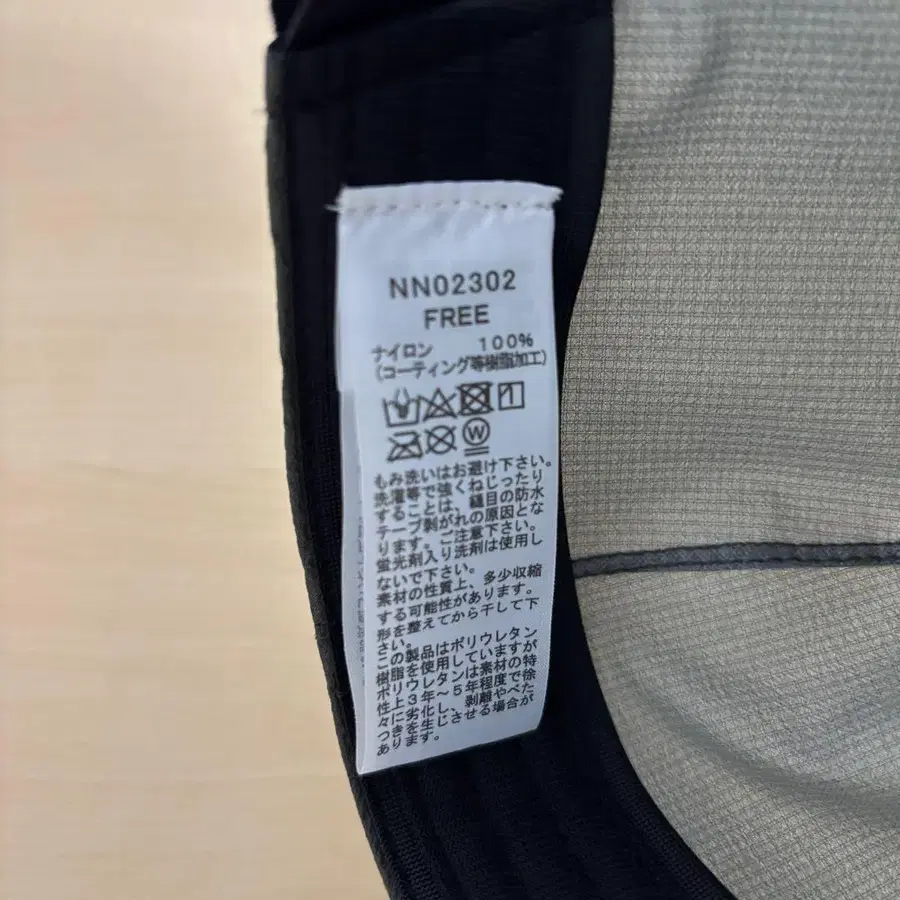 NN02302
FREE
ナイロン 100%
(コーティング等樹脂加工)
W
もみ洗いはお避け下さい。
洗濯等で強くねじったり
することは、縫目の防水
テープ剥がれの原因とな
ります。ご注意下さい。
蛍光剤入り洗剤は使用し
ないで下さい。
素材の性質上、多少収縮
する可能性があります。
形を整えてから干して下
さい。
この製品はポリウレタン
樹脂を使用していますが
ポリウレタンは素材の特
性上3年~5年程度で徐
々に劣化し、剥離やべた
つきを生じさせる場合が
あります。